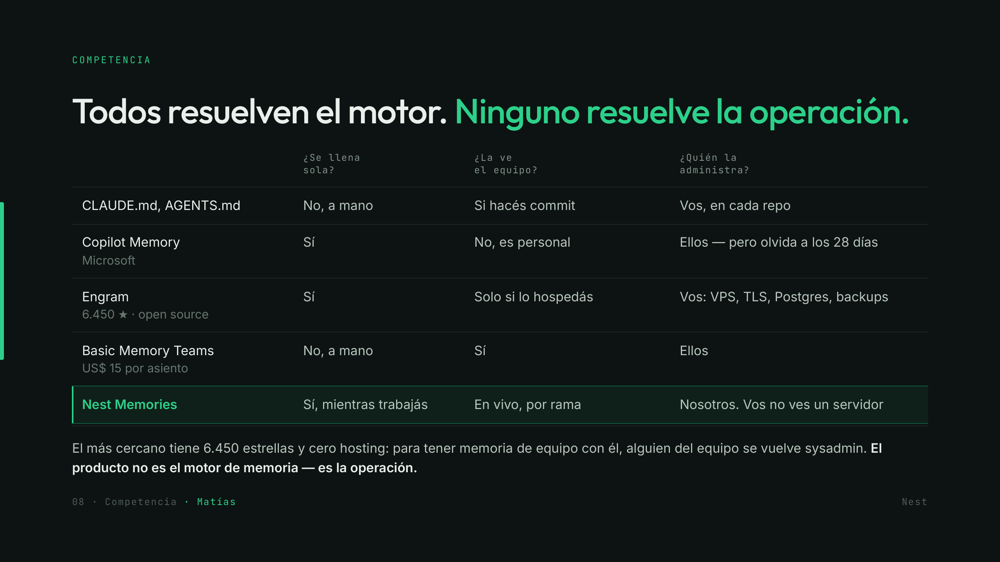 COMPETENCIA
Todos resuelven el motor. Ninguno resuelve la operación.
¿Se llena
sola?
¿La ve
el equipo?
¿Quién la
administra?
CLAUDE.md, AGENTS.md
No, a mano
Si hacés commit
Vos, en cada repo
Copilot Memory
Microsoft
Sí
No, es personal
Ellos — pero olvida a los 28 días
Engram
6.450 ★ · open source
Sí
Solo si lo hospedás
Vos: VPS, TLS, Postgres, backups
Basic Memory Teams
US$ 15 por asiento
No, a mano
Sí
Ellos
Nest Memories
Sí, mientras trabajás
En vivo, por rama
Nosotros. Vos no ves un servidor
El más cercano tiene 6.450 estrellas y cero hosting: para tener memoria de equipo con él, alguien del equipo se vuelve sysadmin. El
producto no es el motor de memoria — es la operación.
08 · Competencia · Matías
Nest